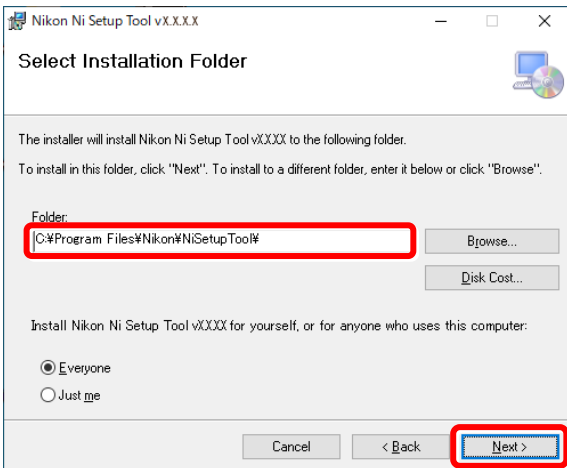 Nikon Ni Setup Tool vX.X.X.X
Select Installation Folder
The installer will install Nikon Ni Setup Tool vXXXX to the following folder.
To install in this folder, click "Next". To install to a different folder, enter it below or click "Browse".
Folder:
C:¥Program Files¥Nikon¥NiSetupTool¥
Browse...
Disk Cost...
Install Nikon Ni Setup Tool vXXXX for yourself, or for anyone who uses this computer:
Everyone
Just me
Cancel
< Back
Next >